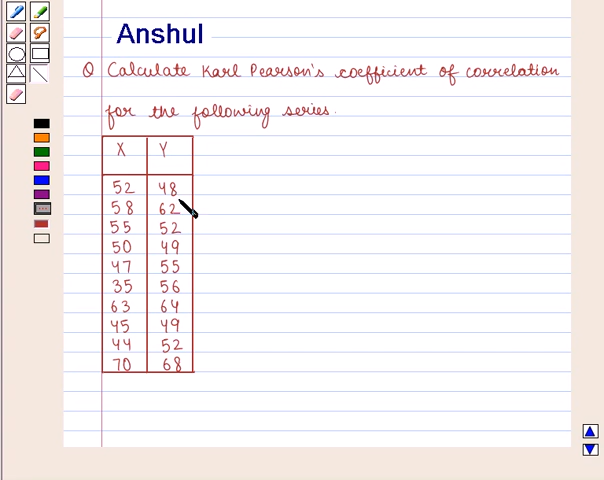 Anshul
Q Calculate Karl Pearson's coefficient of correlation
for the following series.
X Y
52 48
58 62
55 52
50 49
47 55
35 56
63 64
45 49
44 52
70 68